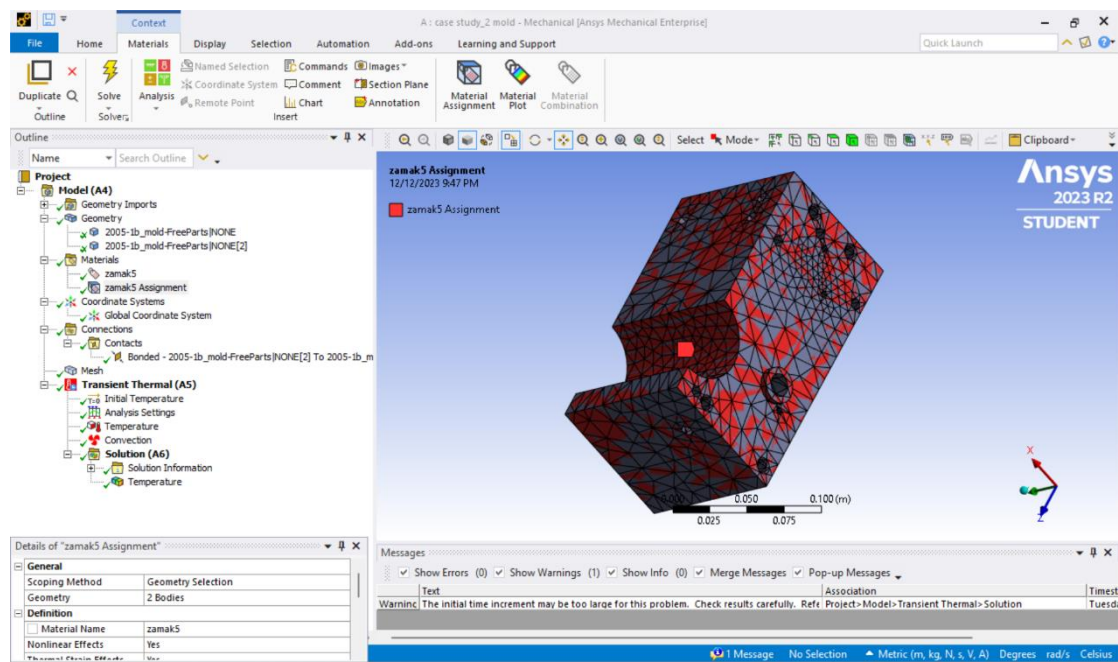 Context
A : case study_2 mold - Mechanical [Ansys Mechanical Enterprise]
File Home Materials Display Selection Automation Add-ons Learning and Support
Quick Launch
Duplicate
Outline
Solve
Solver
Analysis
Named Selection
Coordinate System
Remote Point
Commands
Comment
Chart
Images
Section Plane
Annotation
Insert
Material Assignment
Material Plot
Material Combination
Outline
Name
Search Outline
Project
Model (A4)
Geometry Imports
Geometry
2005-1b_mold-FreeParts|NONE
2005-1b_mold-FreeParts|NONE[2]
Materials
zamak5
zamak5 Assignment
Coordinate Systems
Global Coordinate System
Connections
Contacts
Bonded - 2005-1b_mold-FreeParts|NONE[2] To 2005-1b_m
Mesh
Transient Thermal (A5)
Initial Temperature
Analysis Settings
Temperature
Convection
Solution (A6)
Solution Information
Temperature
Details of "zamak5 Assignment"
General
Scoping Method Geometry Selection
Geometry 2 Bodies
Definition
Material Name zamak5
Nonlinear Effects Yes
Thermal Strain Effects Yes
Select Mode
Clipboard
zamak5 Assignment
12/12/2023 9:47 PM
zamak5 Assignment
Ansys
2023 R2
STUDENT
0.000 0.050 0.100 (m)
0.025 0.075
X
Z
Messages
Show Errors (0) Show Warnings (1) Show Info (0) Merge Messages Pop-up Messages
Text Association Timest
Warninc The initial time increment may be too large for this problem. Check results carefully. Refe Project>Model>Transient Thermal>Solution Tuesda
1 Message No Selection Metric (m, kg, N, s, V, A) Degrees rad/s Celsius